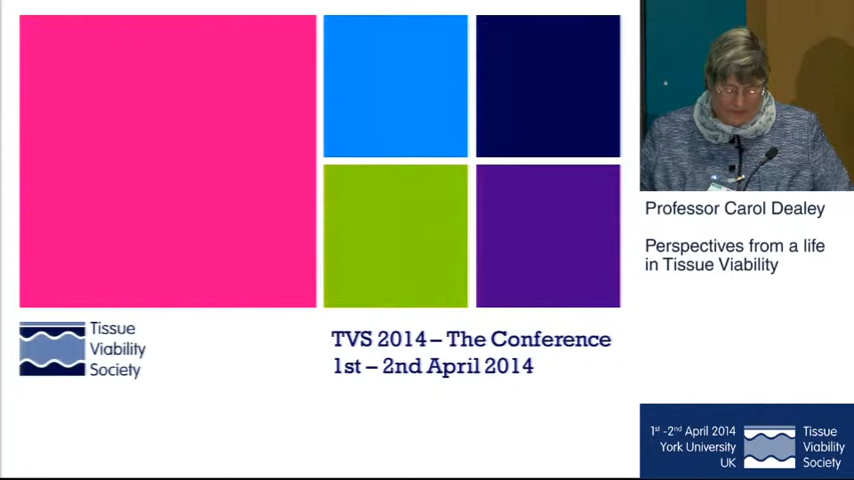 Tissue
Viability
Society
TVS 2014 – The Conference
1st – 2nd April 2014
Professor Carol Dealey
Perspectives from a life
in Tissue Viability
1st -2nd April 2014
York University
UK
Tissue
Viability
Society